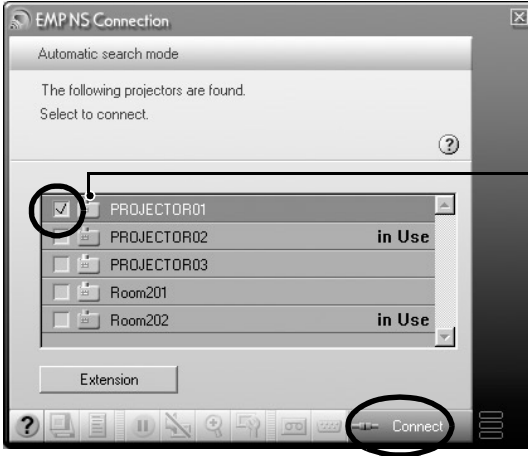 EMP NS Connection
Automatic search mode
The following projectors are found.
Select to connect.
?
PROJECTOR01
PROJECTOR02 in Use
PROJECTOR03
Room201
Room202 in Use
Extension
? Connect